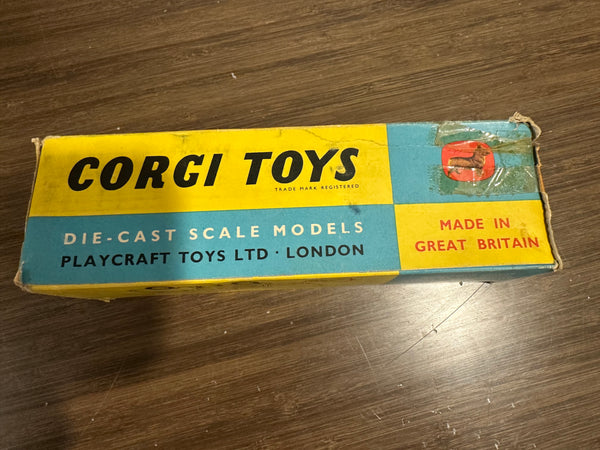 CORGI TOYS
TRADE MARK REGISTERED
DIE-CAST SCALE MODELS
PLAYCRAFT TOYS LTD · LONDON
MADE IN
GREAT BRITAIN